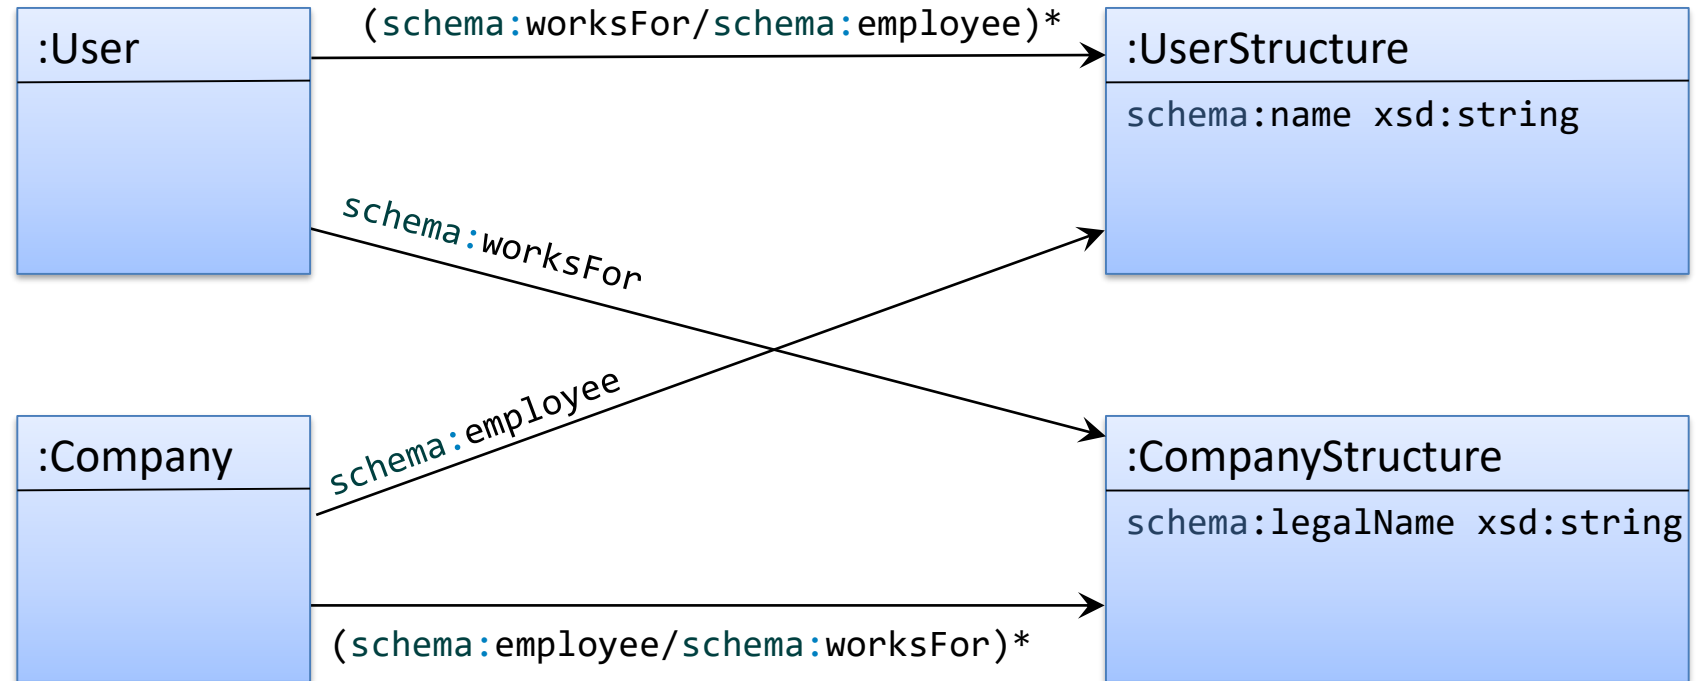 (schema:worksFor/schema:employee)*
:User
:UserStructure
schema:name xsd:string
schema:worksFor
schema:employee
:Company
:CompanyStructure
schema:legalName xsd:string
(schema:employee/schema:worksFor)*